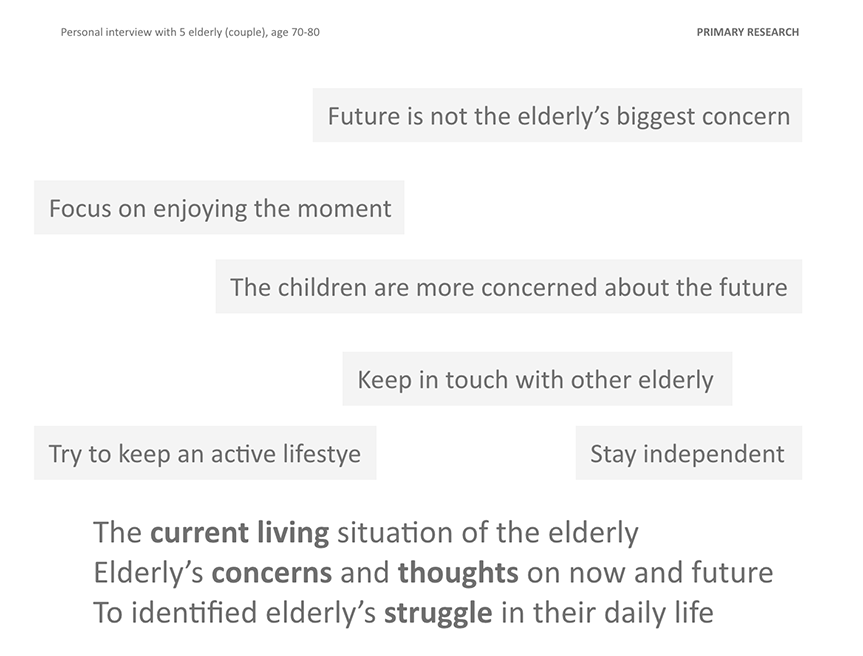 Personal interview with 5 elderly (couple), age 70-80
PRIMARY RESEARCH
Future is not the elderly’s biggest concern
Focus on enjoying the moment
The children are more concerned about the future
Keep in touch with other elderly
Try to keep an active lifestye
Stay independent
The current living situation of the elderly
Elderly’s concerns and thoughts on now and future
To identified elderly’s struggle in their daily life